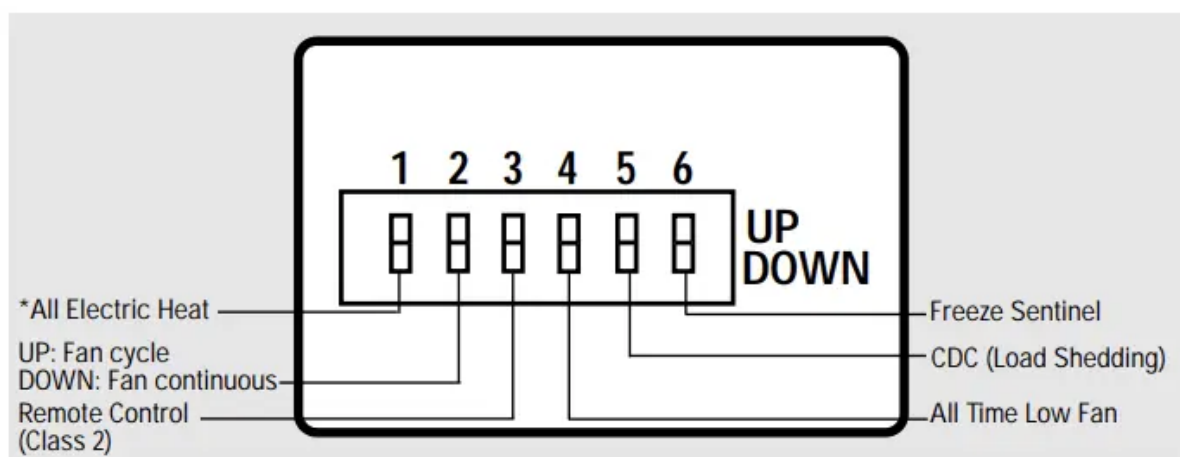 1 2 3 4 5 6
UP
DOWN
*All Electric Heat
UP: Fan cycle
DOWN: Fan continuous
Remote Control
(Class 2)
Freeze Sentinel
CDC (Load Shedding)
All Time Low Fan